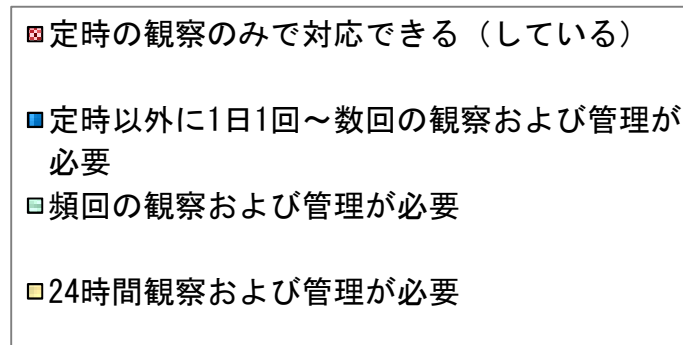 定時の観察のみで対応できる（している）
定時以外に1日1回～数回の観察および管理が
必要
頻回の観察および管理が必要
24時間観察および管理が必要